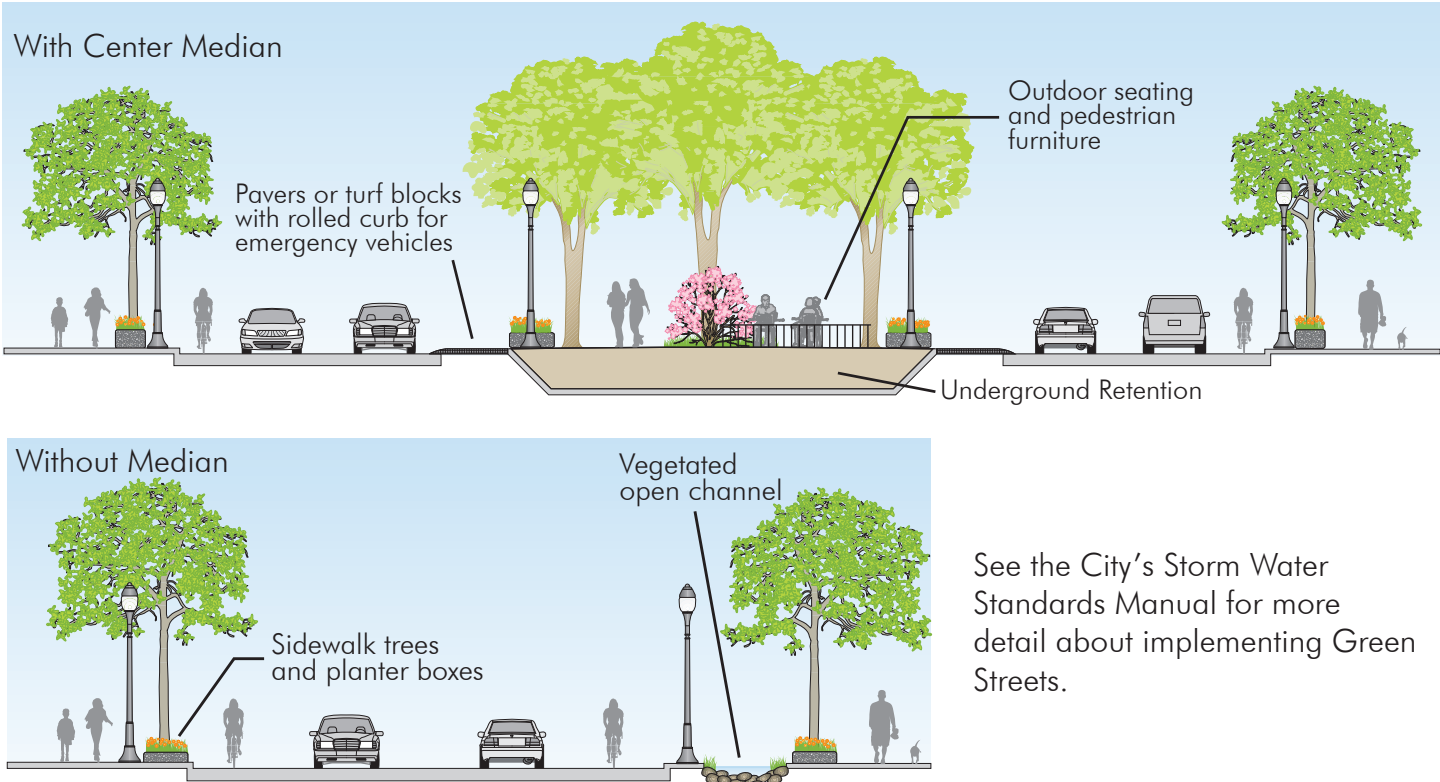 With Center Median
Outdoor seating
and pedestrian
furniture
Pavers or turf blocks
with rolled curb for
emergency vehicles
Underground Retention
Without Median
Vegetated
open channel
Sidewalk trees
and planter boxes
See the City's Storm Water
Standards Manual for more
detail about implementing Green
Streets.